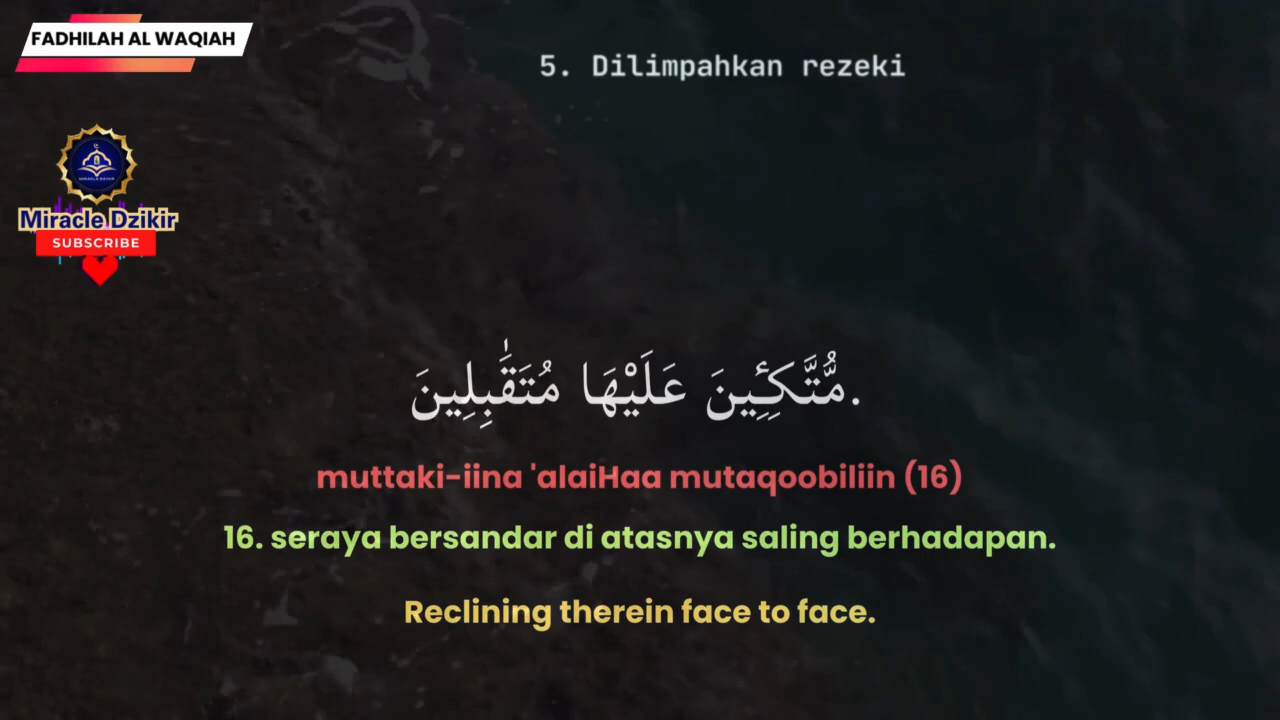 FADHILAH AL WAQIAH
5. Dilimpahkan rezeki
Miracle Dzikir
SUBSCRIBE
مُّتَّكِـِٔينَ عَلَيْهَا مُتَقَٰبِلِينَ.
muttaki-iina 'alaiHaa mutaqoobiliin (16)
16. seraya bersandar di atasnya saling berhadapan.
Reclining therein face to face.